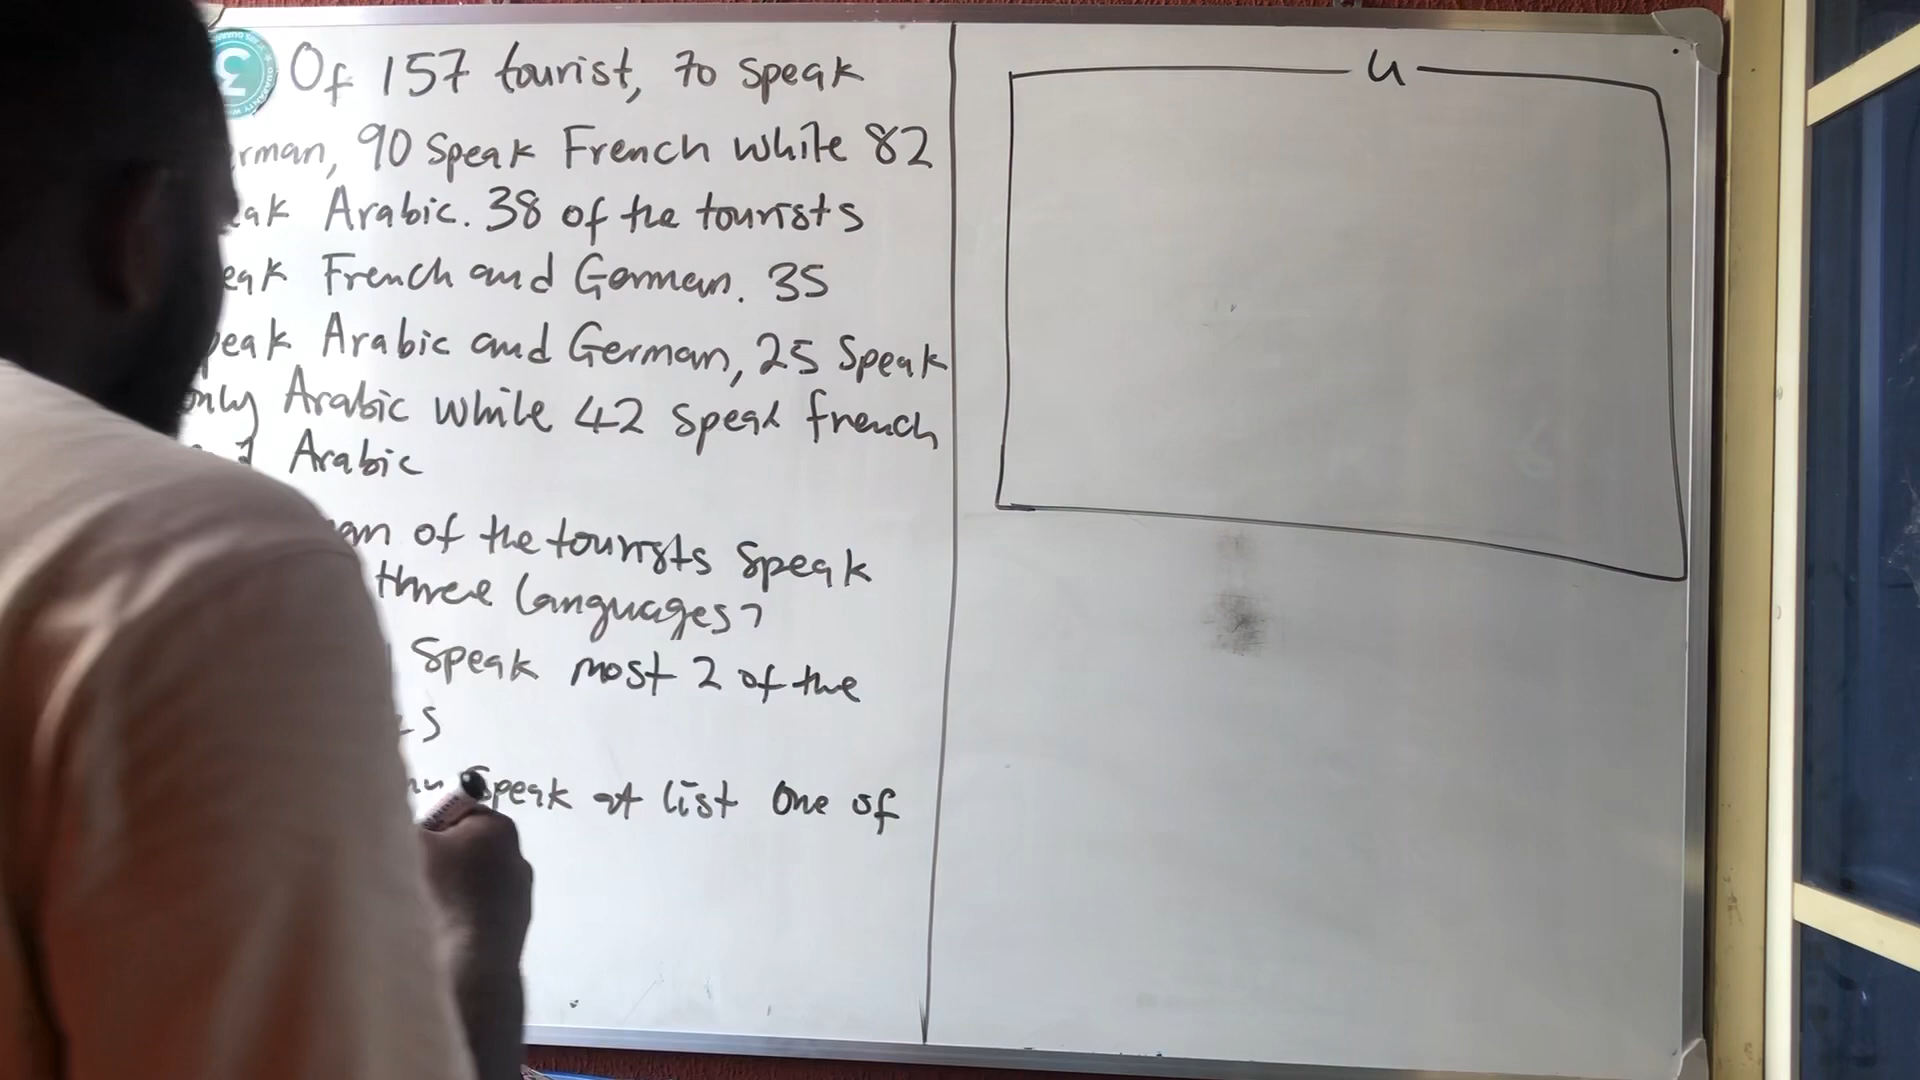 Of 157 tourist, 70 speak
rman, 90 speak French while 82
eak Arabic. 38 of the tourists
eak French and German. 35
peak Arabic and German, 25 speak
only Arabic while 42 speak french
Arabic
of the tourists speak
three languages?
speak most 2 of the
speak at list one of
U